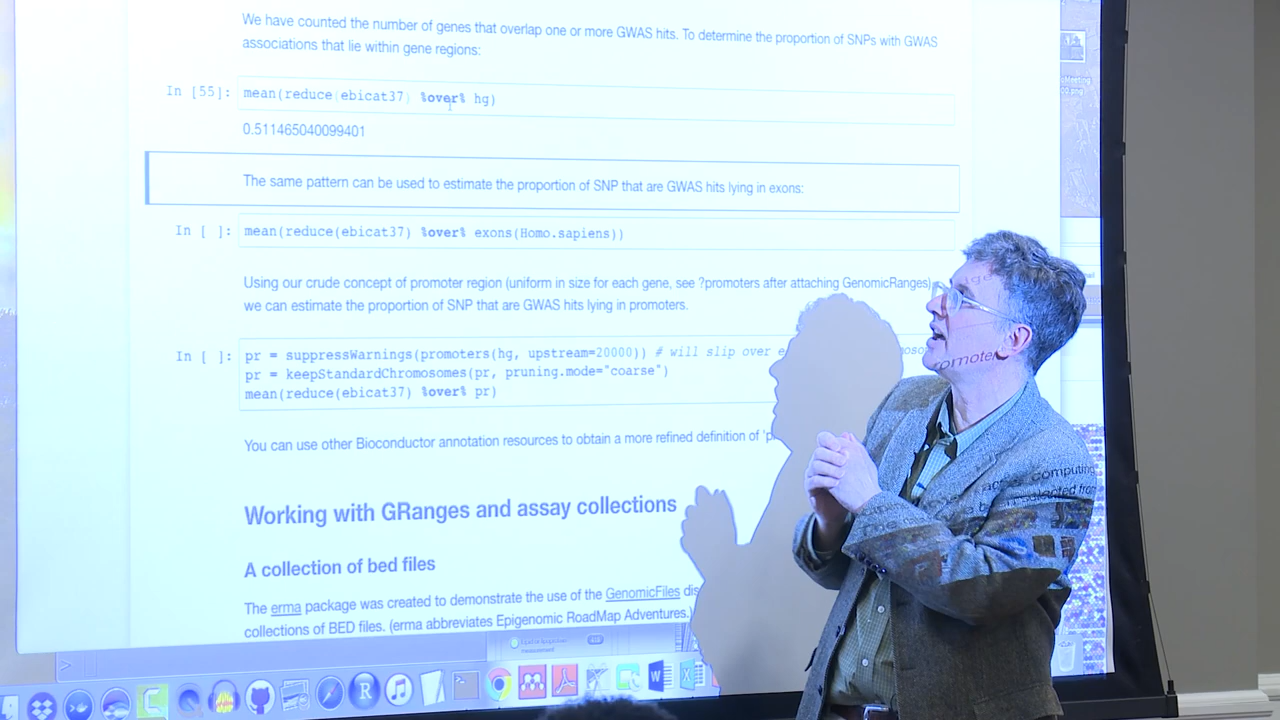 We have counted the number of genes that overlap one or more GWAS hits. To determine the proportion of SNPs with GWAS
associations that lie within gene regions:
In [55]: mean(reduce(ebicat37) %over% hg)
0.511465040099401
The same pattern can be used to estimate the proportion of SNP that are GWAS hits lying in exons:
In [ ]: mean(reduce(ebicat37) %over% exons(Homo.sapiens))
Using our crude concept of promoter region (uniform in size for each gene, see ?promoters after attaching GenomicRanges)
we can estimate the proportion of SNP that are GWAS hits lying in promoters.
In [ ]: pr = suppressWarnings(promoters(hg, upstream=20000)) # will slip over
pr = keepStandardChromosomes(pr, pruning.mode="coarse")
mean(reduce(ebicat37) %over% pr)
You can use other Bioconductor annotation resources to obtain a more refined definition of
romoter
Working with GRanges and assay collections
computing
A collection of bed files
The erma package was created to demonstrate the use of the GenomicFiles
collections of BED files. (erma abbreviates Epigenomic RoadMap Adventures.)